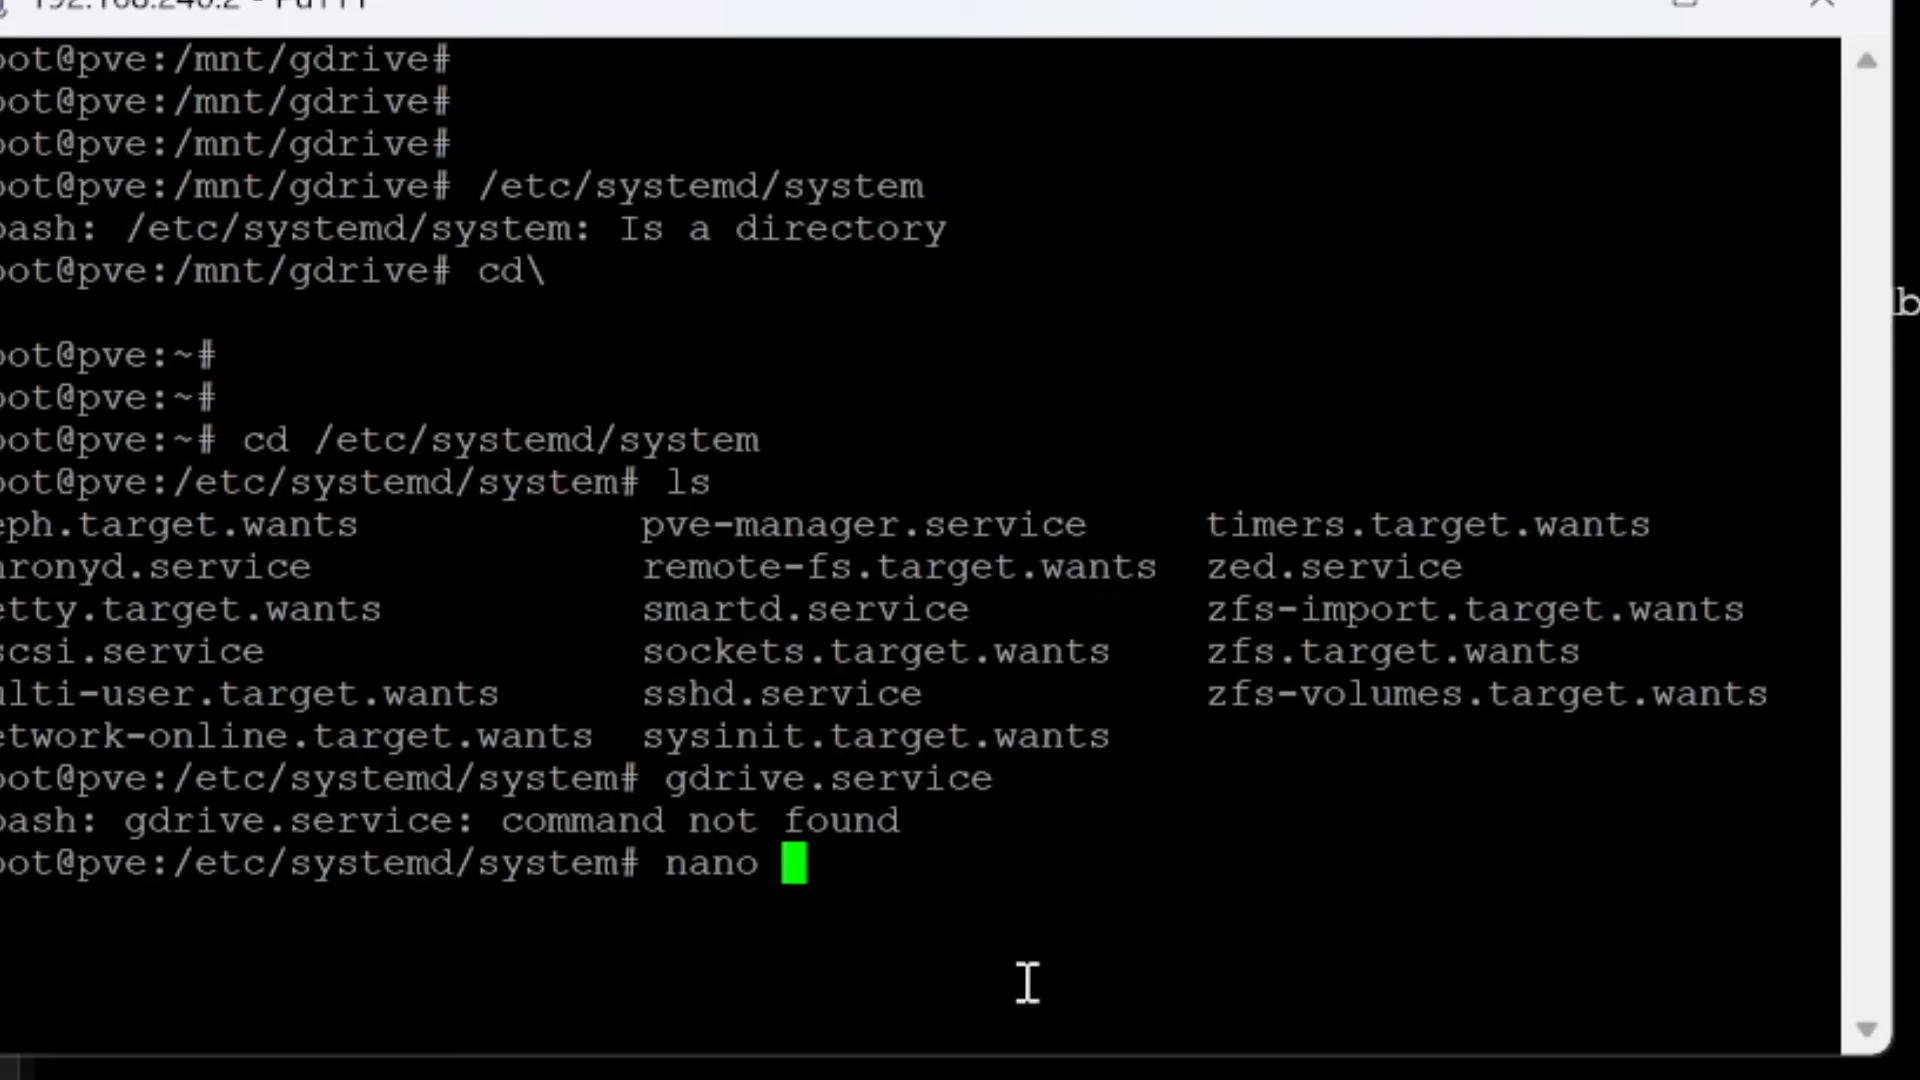 192.168.240.2 - PuTTY
oot@pve:/mnt/gdrive#
oot@pve:/mnt/gdrive#
oot@pve:/mnt/gdrive#
oot@pve:/mnt/gdrive# /etc/systemd/system
bash: /etc/systemd/system: Is a directory
oot@pve:/mnt/gdrive# cd\
oot@pve:~#
oot@pve:~#
oot@pve:~# cd /etc/systemd/system
oot@pve:/etc/systemd/system# ls
eph.target.wants pve-manager.service timers.target.wants
hronyd.service remote-fs.target.wants zed.service
etty.target.wants smartd.service zfs-import.target.wants
scsi.service sockets.target.wants zfs.target.wants
ulti-user.target.wants sshd.service zfs-volumes.target.wants
etwork-online.target.wants sysinit.target.wants
oot@pve:/etc/systemd/system# gdrive.service
bash: gdrive.service: command not found
oot@pve:/etc/systemd/system# nano